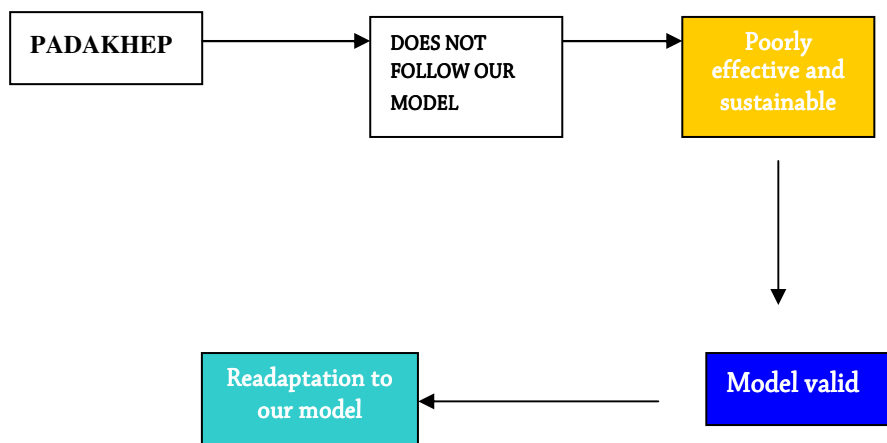 PADAKHEP
DOES NOT
FOLLOW OUR
MODEL
Poorly
effective and
sustainable
Model valid
Readaptation to
our model